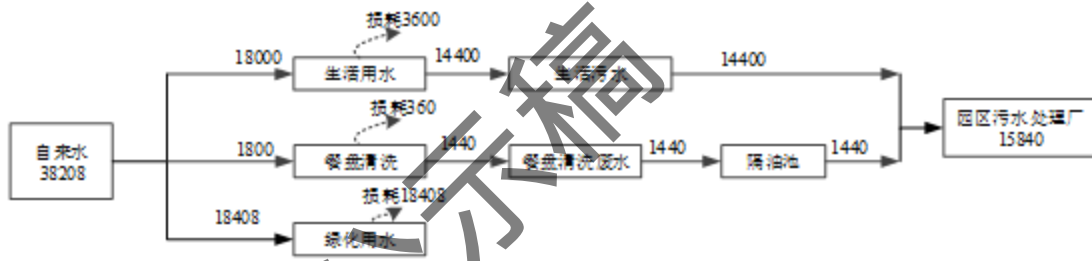 损耗3600
18000
生活用水
14400
生活污水
14400
损耗360
自来水
38208
1800
餐盘清洗
1440
餐盘清洗废水
1440
隔油池
1440
园区污水处理厂
15840
损耗18408
18408
绿化用水
示稿